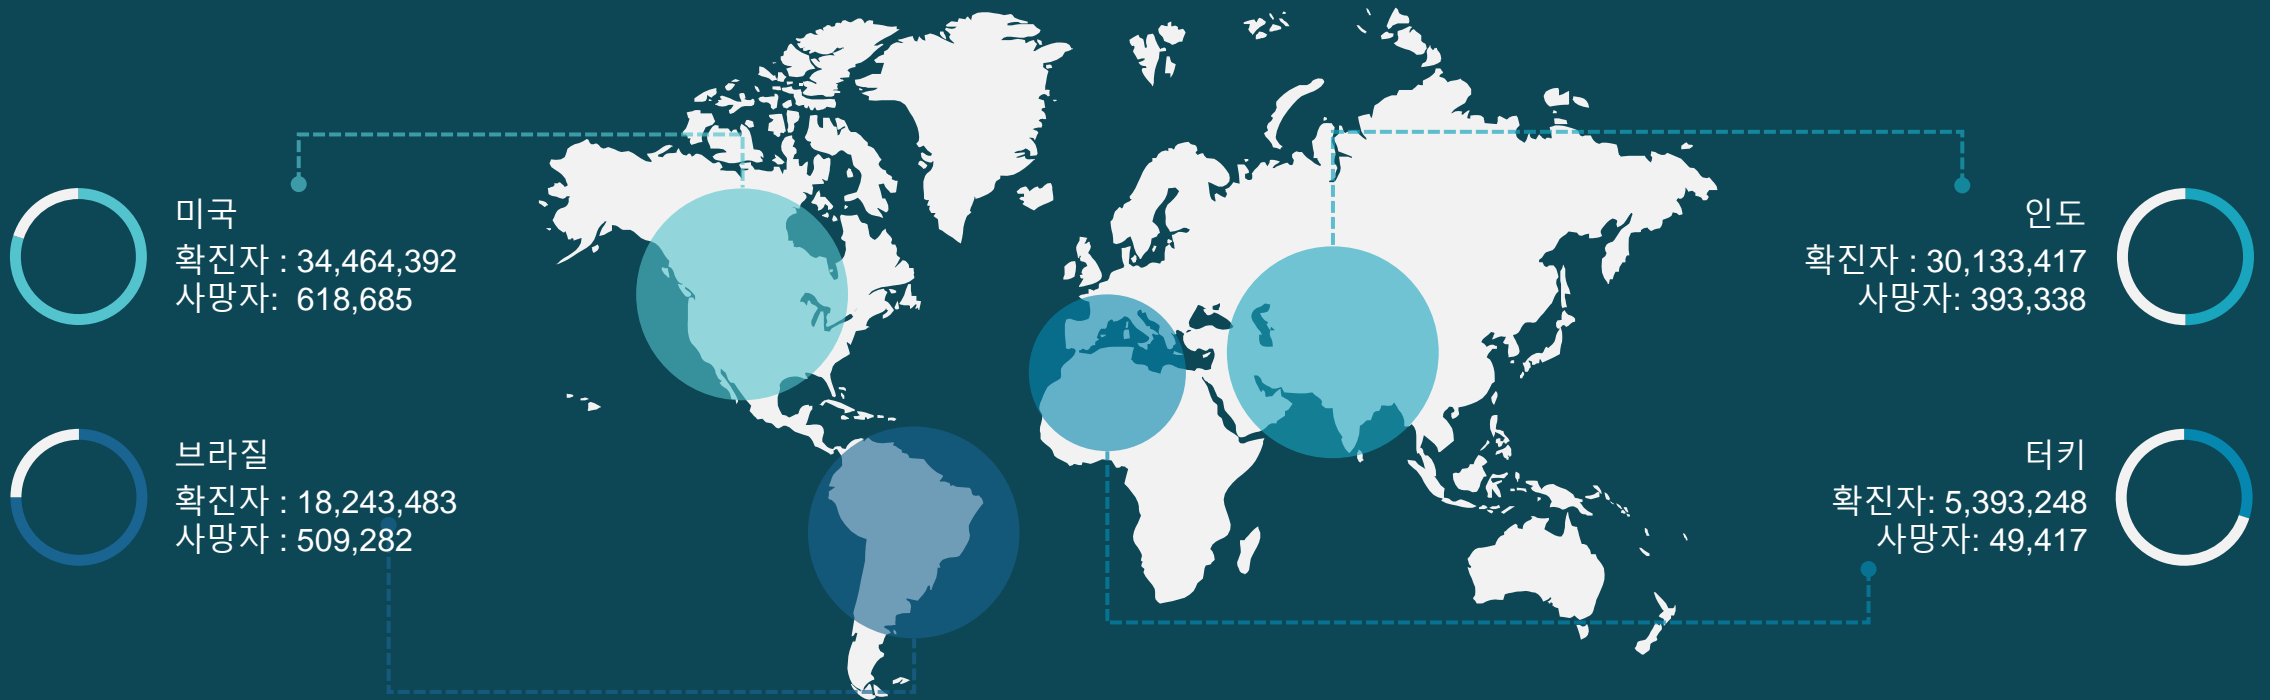 미국
확진자 : 34,464,392
사망자:  618,685
브라질
확진자 : 18,243,483
사망자 : 509,282
인도
확진자 : 30,133,417
사망자: 393,338
터키
확진자: 5,393,248
사망자: 49,417